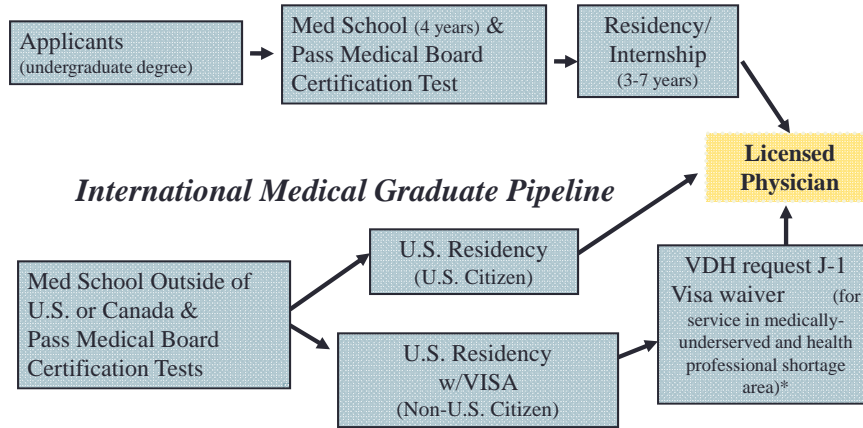 Applicants
(undergraduate degree)
Med School (4 years) &
Pass Medical Board
Certification Test
Residency/
Internship
(3-7 years)
Licensed
Physician
International Medical Graduate Pipeline
Med School Outside of
U.S. or Canada &
Pass Medical Board
Certification Tests
U.S. Residency
(U.S. Citizen)
U.S. Residency
w/VISA
(Non-U.S. Citizen)
VDH request J-1
Visa waiver (for
service in medically-
underserved and health
professional shortage
area)*